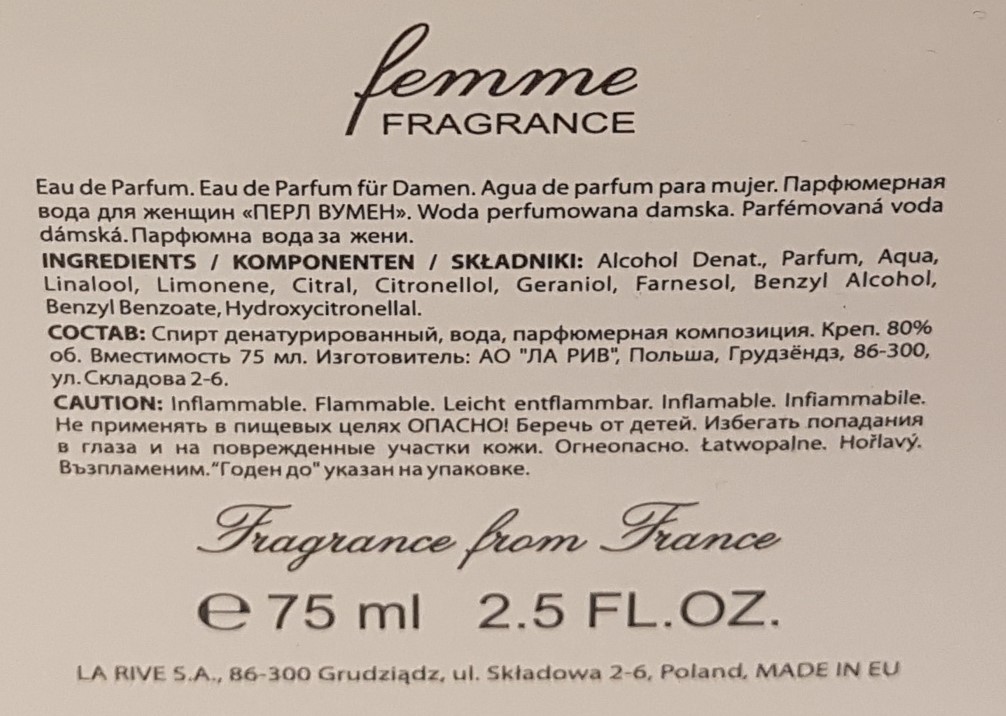 femme
FRAGRANCE
Eau de Parfum. Eau de Parfum für Damen. Agua de parfum para mujer. Парфюмерная
вода для женщин «ПЕРЛ ВУМЕН». Woda perfumowana damska. Parfémovaná voda
dámská. Парфюмна вода за жени.
INGREDIENTS / KOMPONENTEN / SKŁADNIKI: Alcohol Denat., Parfum, Aqua,
Linalool, Limonene, Citral, Citronellol, Geraniol, Farnesol, Benzyl Alcohol,
Benzyl Benzoate, Hydroxycitronellal.
СОСТАВ: Спирт денатурированный, вода, парфюмерная композиция. Креп. 80%
об. Вместимость 75 мл. Изготовитель: АО "ЛА РИВ", Польша, Грудзёндз, 86-300,
ул. Складова 2-6.
CAUTION: Inflammable. Flammable. Leicht entflammbar. Inflamable. Infiammabile.
Не применять в пищевых целях ОПАСНО! Беречь от детей. Избегать попадания
в глаза и на поврежденные участки кожи. Огнеопасно. Łatwopalne. Hořlavý.
Възпламеним. "Годен до" указан на упаковке.
Fragrance from France
℮ 75 ml 2.5 FL.OZ.
LA RIVE S.A., 86-300 Grudziądz, ul. Składowa 2-6, Poland, MADE IN EU